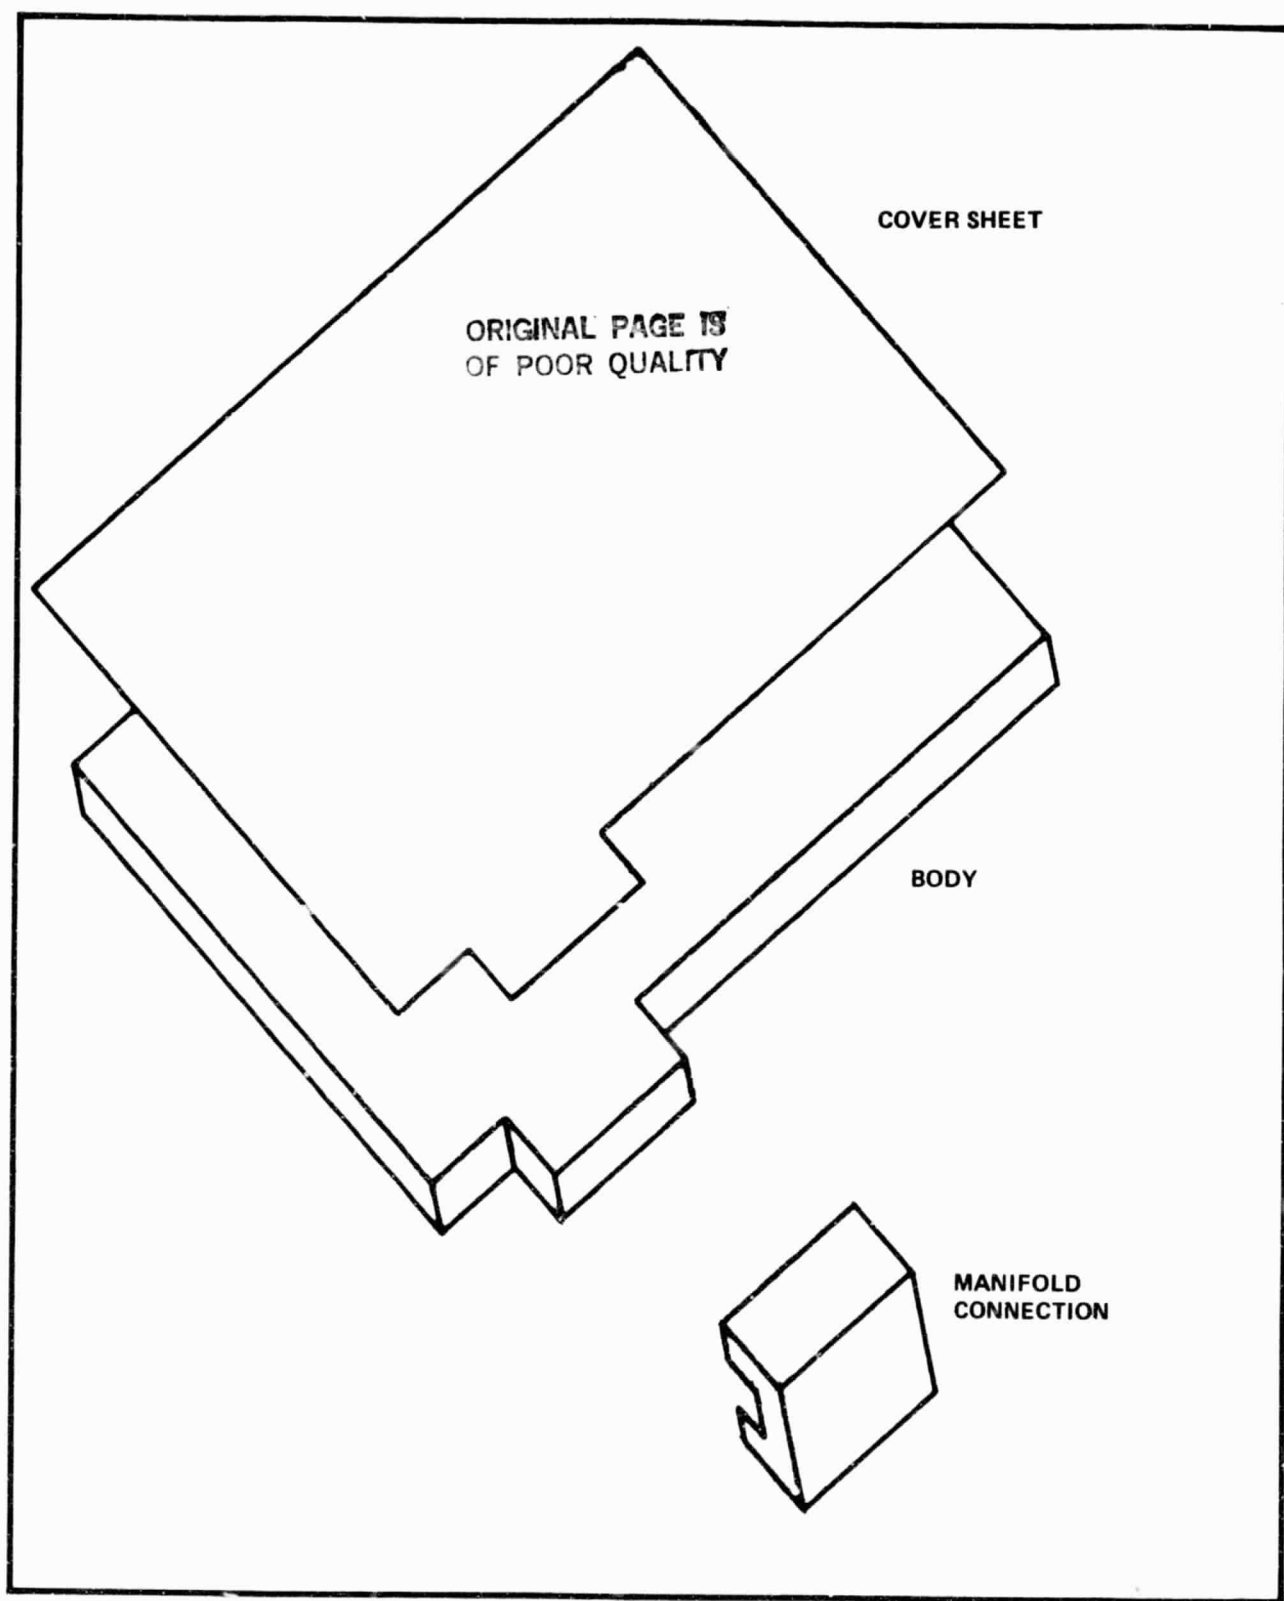 COVER SHEET
ORIGINAL PAGE IS
OF POOR QUALITY
BODY
MANIFOLD
CONNECTION